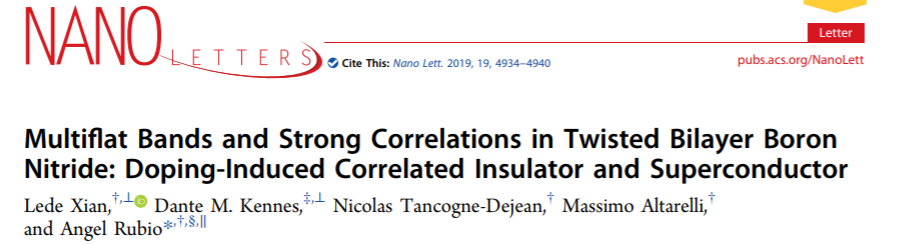 NANO LETTERS
Letter
Cite This: Nano Lett. 2019, 19, 4934−4940
pubs.acs.org/NanoLett
Multiflat Bands and Strong Correlations in Twisted Bilayer Boron
Nitride: Doping-Induced Correlated Insulator and Superconductor
Lede Xian,†,⊥ Dante M. Kennes,‡,⊥ Nicolas Tancogne-Dejean,† Massimo Altarelli,†
and Angel Rubio*,†,§,∥